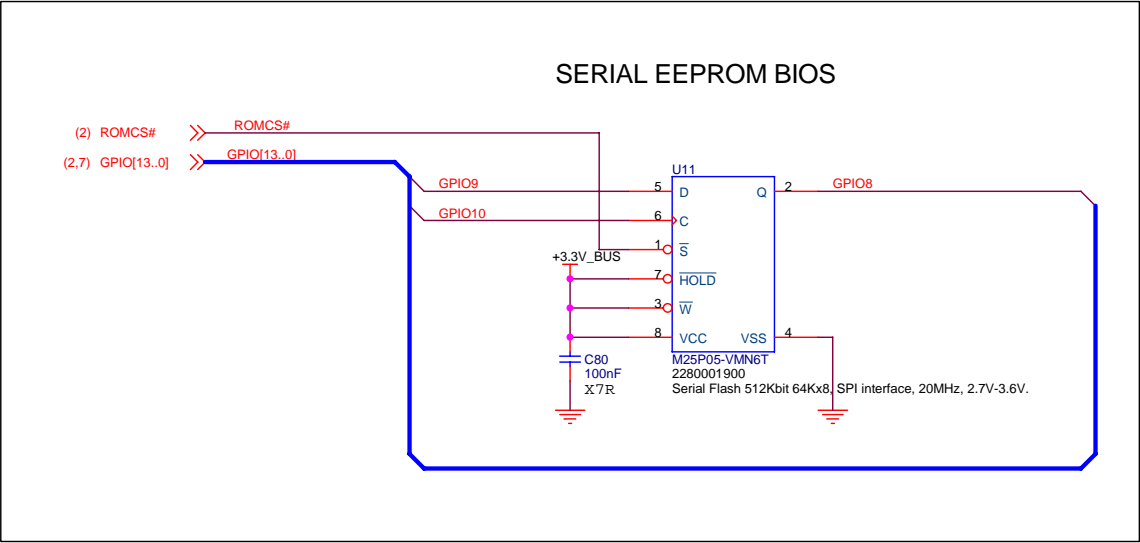 SERIAL EEPROM BIOS
(2) ROMCS# ROMCS#
(2,7) GPIO[13..0] GPIO[13..0]
U11
GPIO9 5 D Q 2 GPIO8
GPIO10 6 C
1 S
+3.3V_BUS
7 HOLD
3 W
8 VCC VSS 4
C80 M25P05-VMN6T
100nF 2280001900
X7R Serial Flash 512Kbit 64Kx8, SPI interface, 20MHz, 2.7V-3.6V.